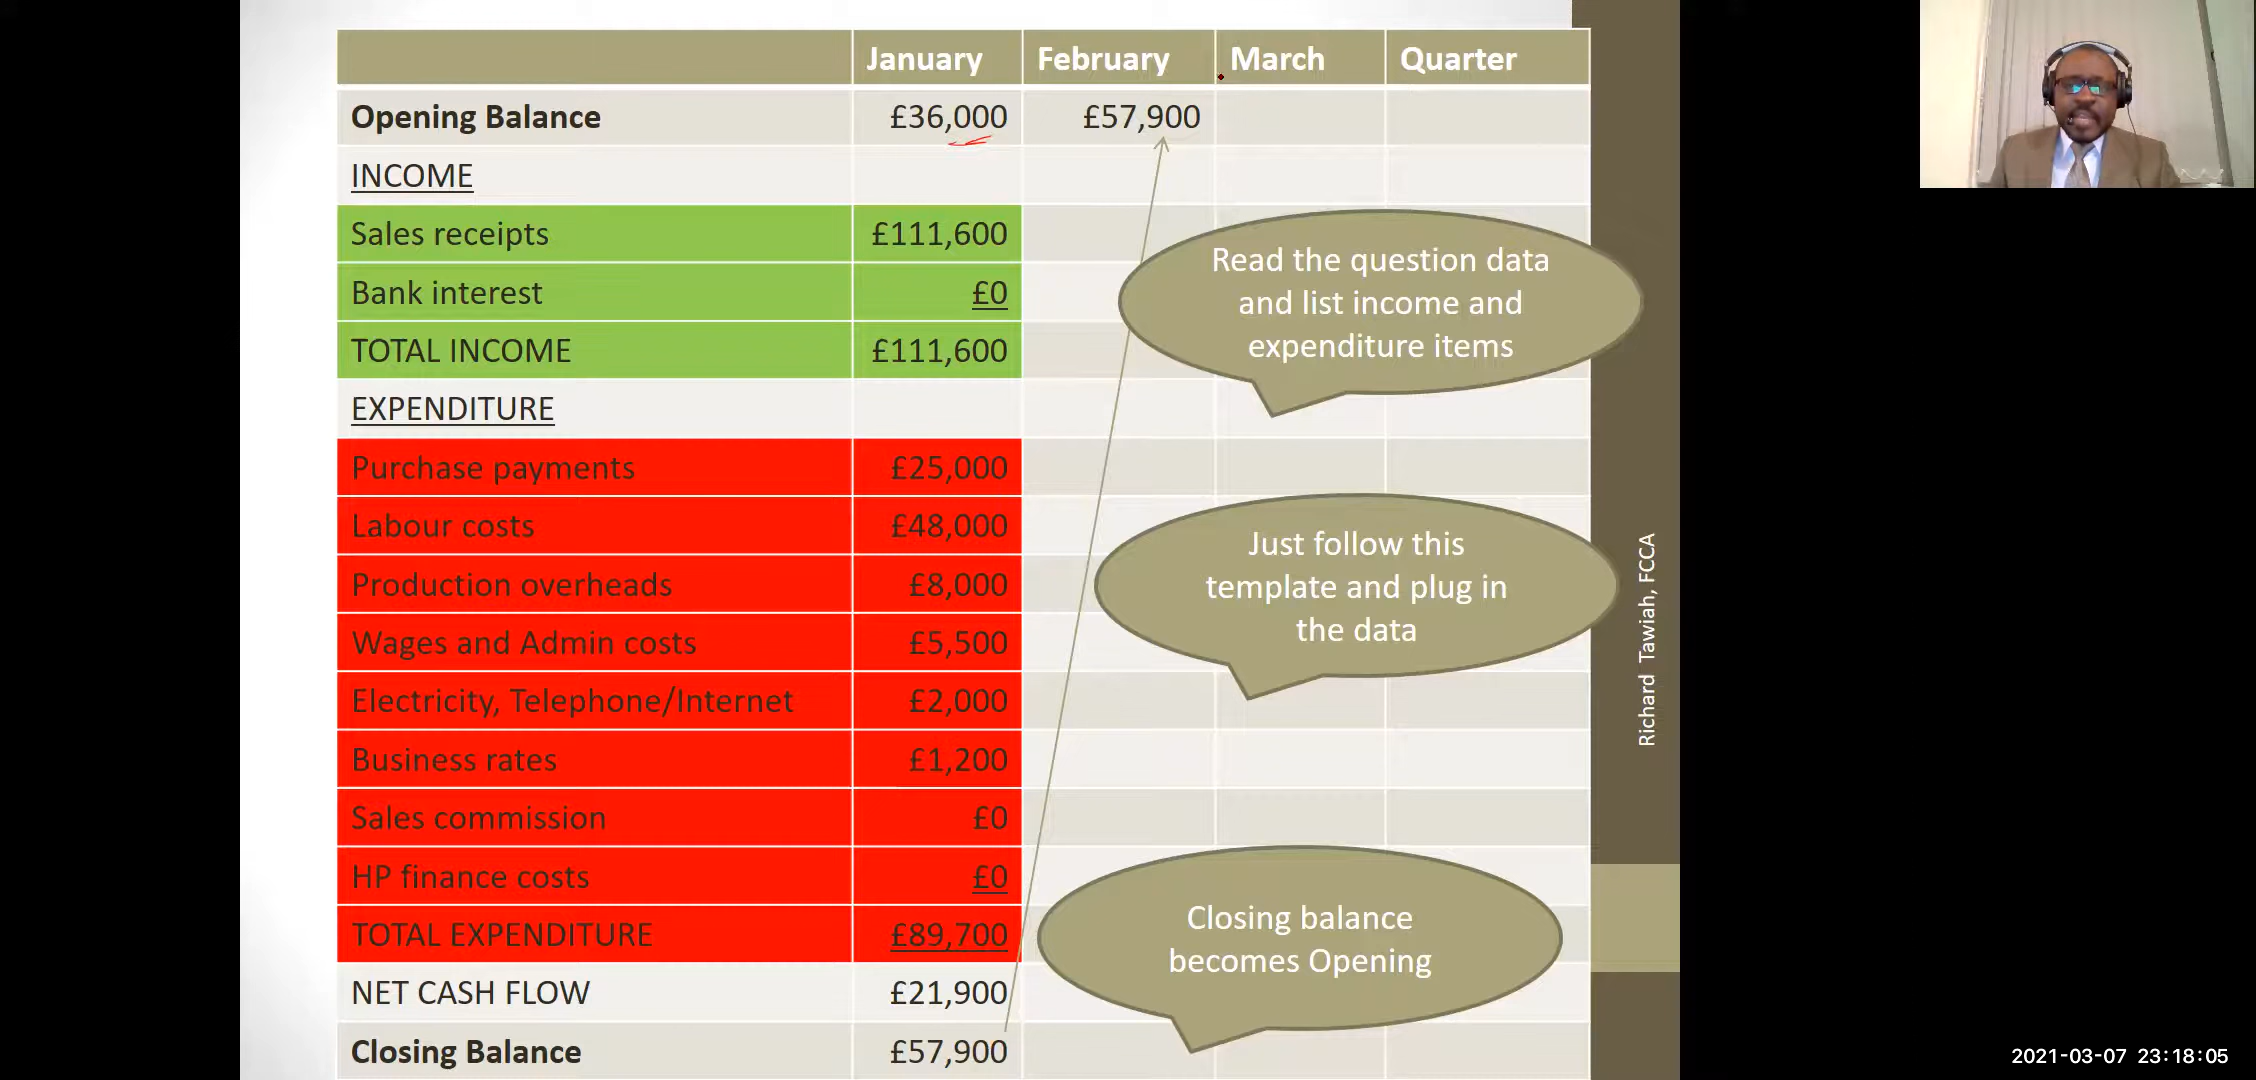 January February March Quarter
Opening Balance £36,000 £57,900
INCOME
Sales receipts £111,600
Bank interest £0
TOTAL INCOME £111,600
EXPENDITURE
Purchase payments £25,000
Labour costs £48,000
Production overheads £8,000
Wages and Admin costs £5,500
Electricity, Telephone/Internet £2,000
Business rates £1,200
Sales commission £0
HP finance costs £0
TOTAL EXPENDITURE £89,700
NET CASH FLOW £21,900
Closing Balance £57,900
Read the question data
and list income and
expenditure items
Just follow this
template and plug in
the data
Closing balance
becomes Opening
Richard Tawiah, FCCA
2021-03-07 23:18:05